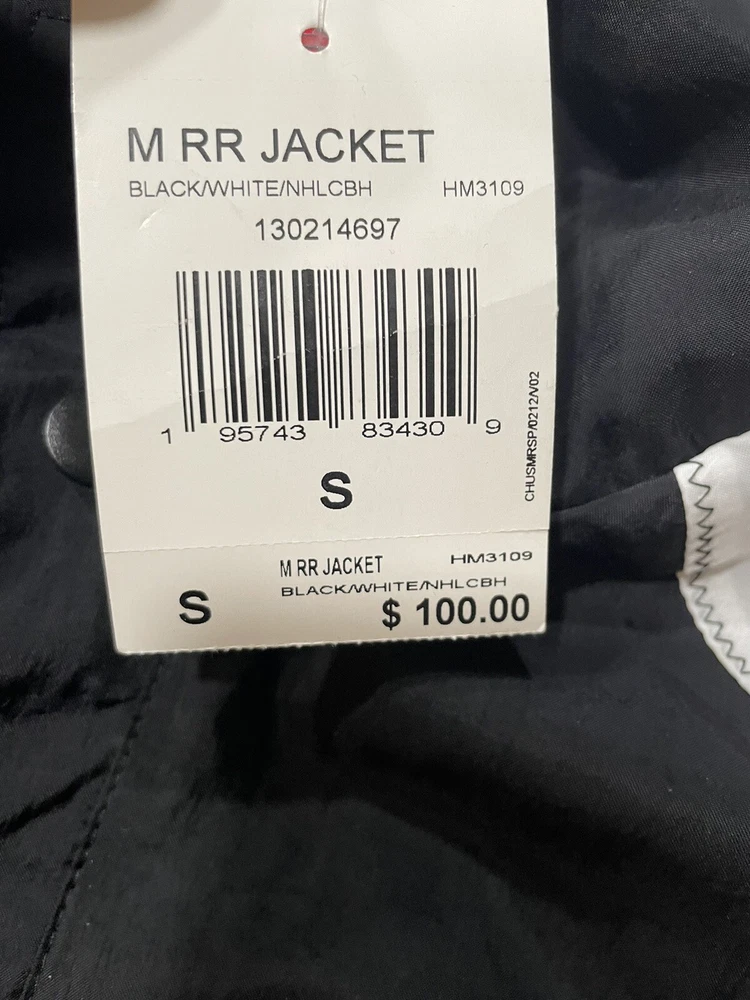 M RR JACKET
BLACK/WHITE/NHLCBH HM3109
130214697
1 95743 83430 9
CHUSMRSP/0212/V02
S
M RR JACKET HM3109
BLACK/WHITE/NHLCBH
S $ 100.00